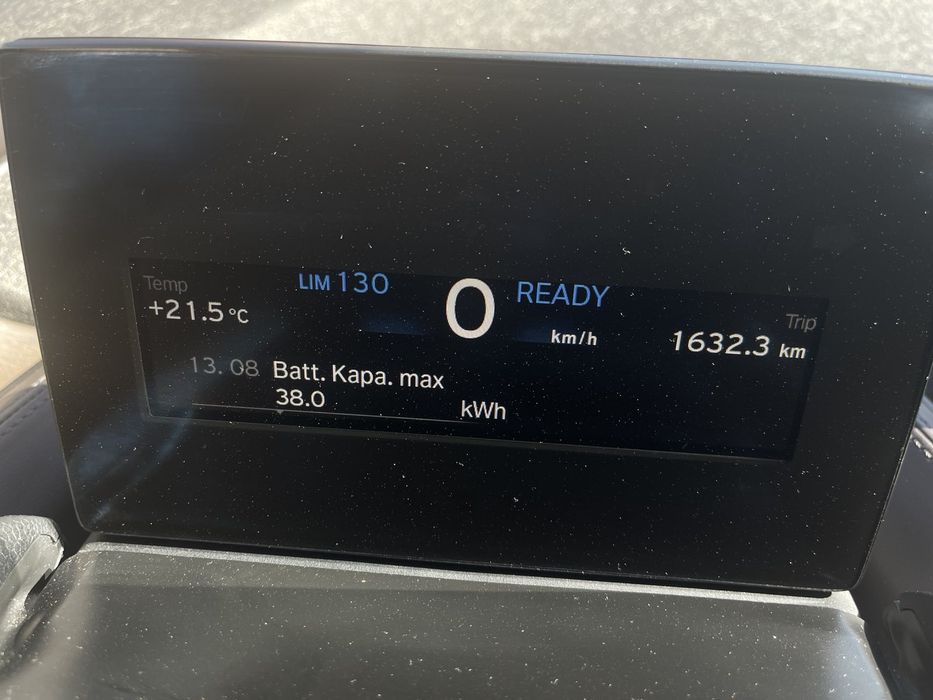 Temp
LIM 130
0
READY
+21.5 °C
km/h
Trip
1632.3 km
13. 08 Batt. Kapa. max
38.0 kWh